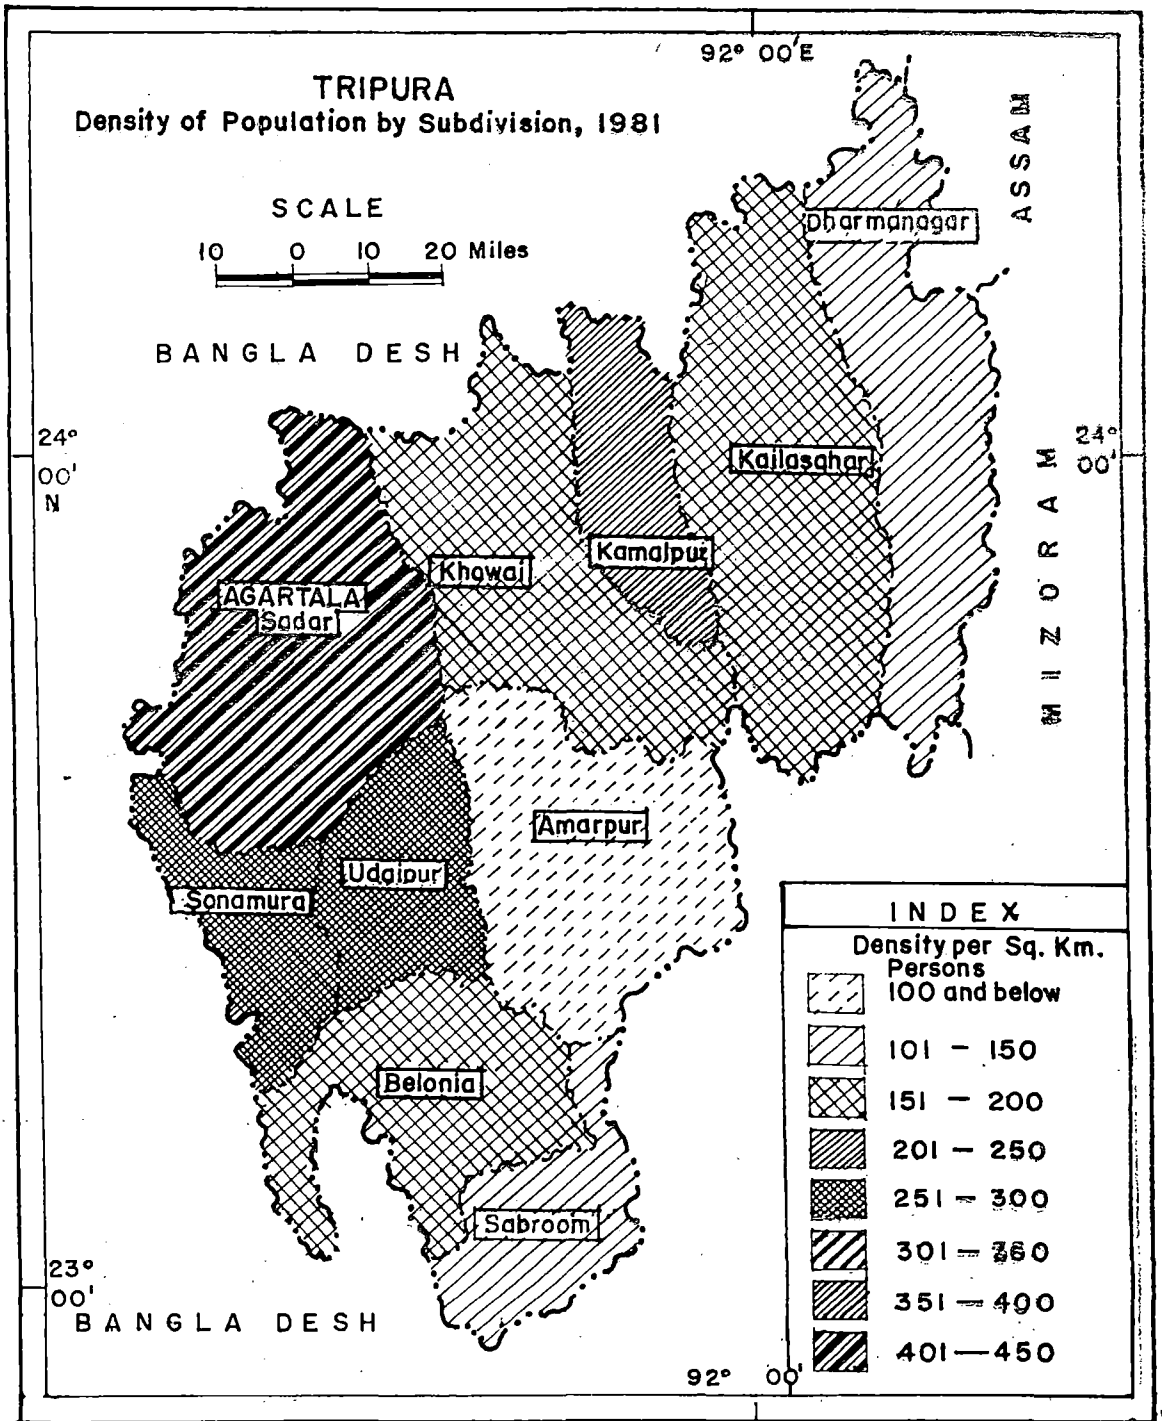 92° 00'E
TRIPURA
Density of Population by Subdivision, 1981
SCALE
10 0 10 20 Miles
BANGLA DESH
ASSAM
Dharmanagar
24°
00'
N
24°
00'
Kailasahar
MIZORAM
Kamalpur
Khowai
AGARTALA
Sadar
Amarpur
Udaipur
Sonamura
Belonia
Sabroom
23°
00'
BANGLA DESH
92° 00'
INDEX
Density per Sq. Km.
Persons
100 and below
101 - 150
151 - 200
201 - 250
251 - 300
301 -
351 - 400
401 - 450